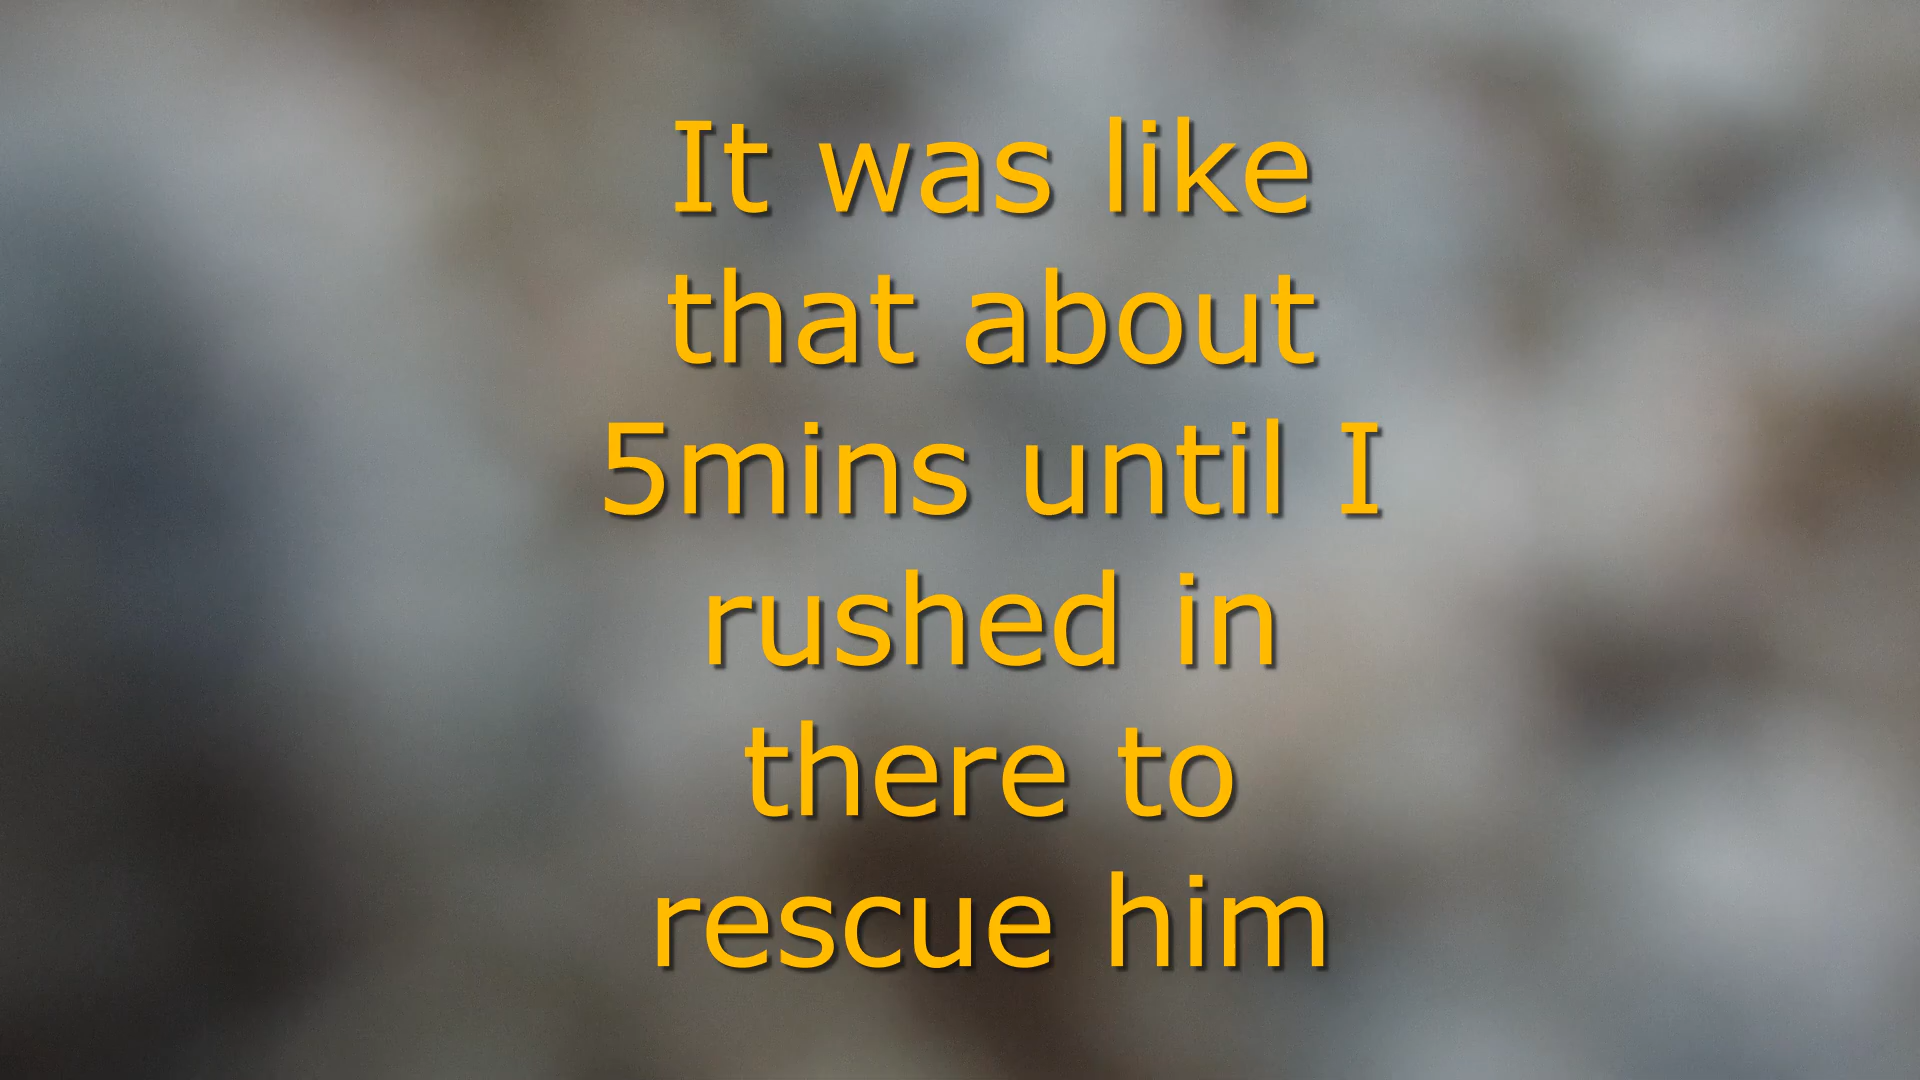 It was like
that about
5mins until I
rushed in
there to
rescue him